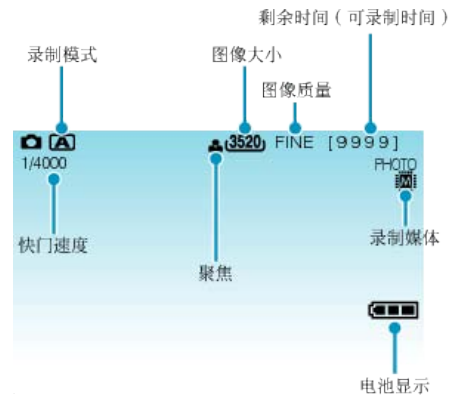 剩余时间 ( 可录制时间 )
录制模式
图像大小
图像质量
A 3520 FINE [9999]
1/4000
PHOTO
M
快门速度
录制媒体
聚焦
电池显示